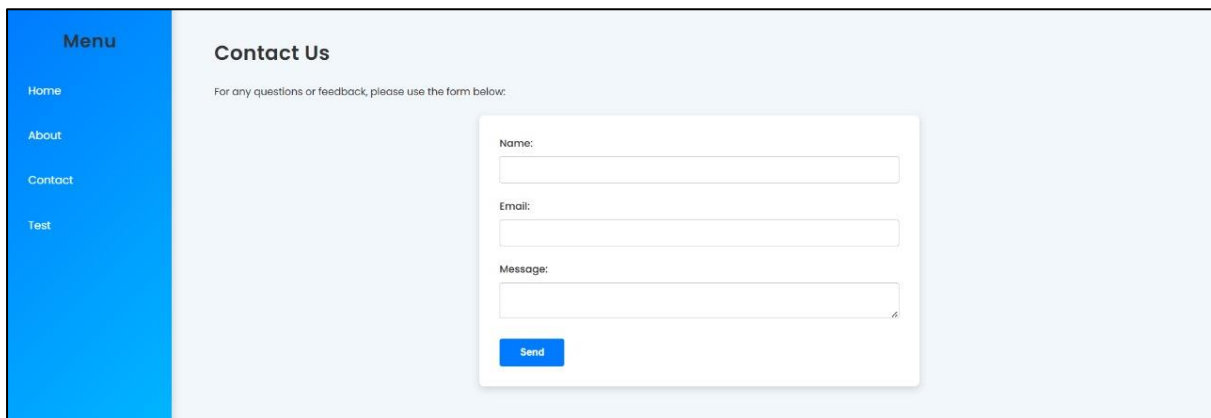 Menu
Home
About
Contact
Test
Contact Us
For any questions or feedback, please use the form below:
Name:
Email:
Message:
Send